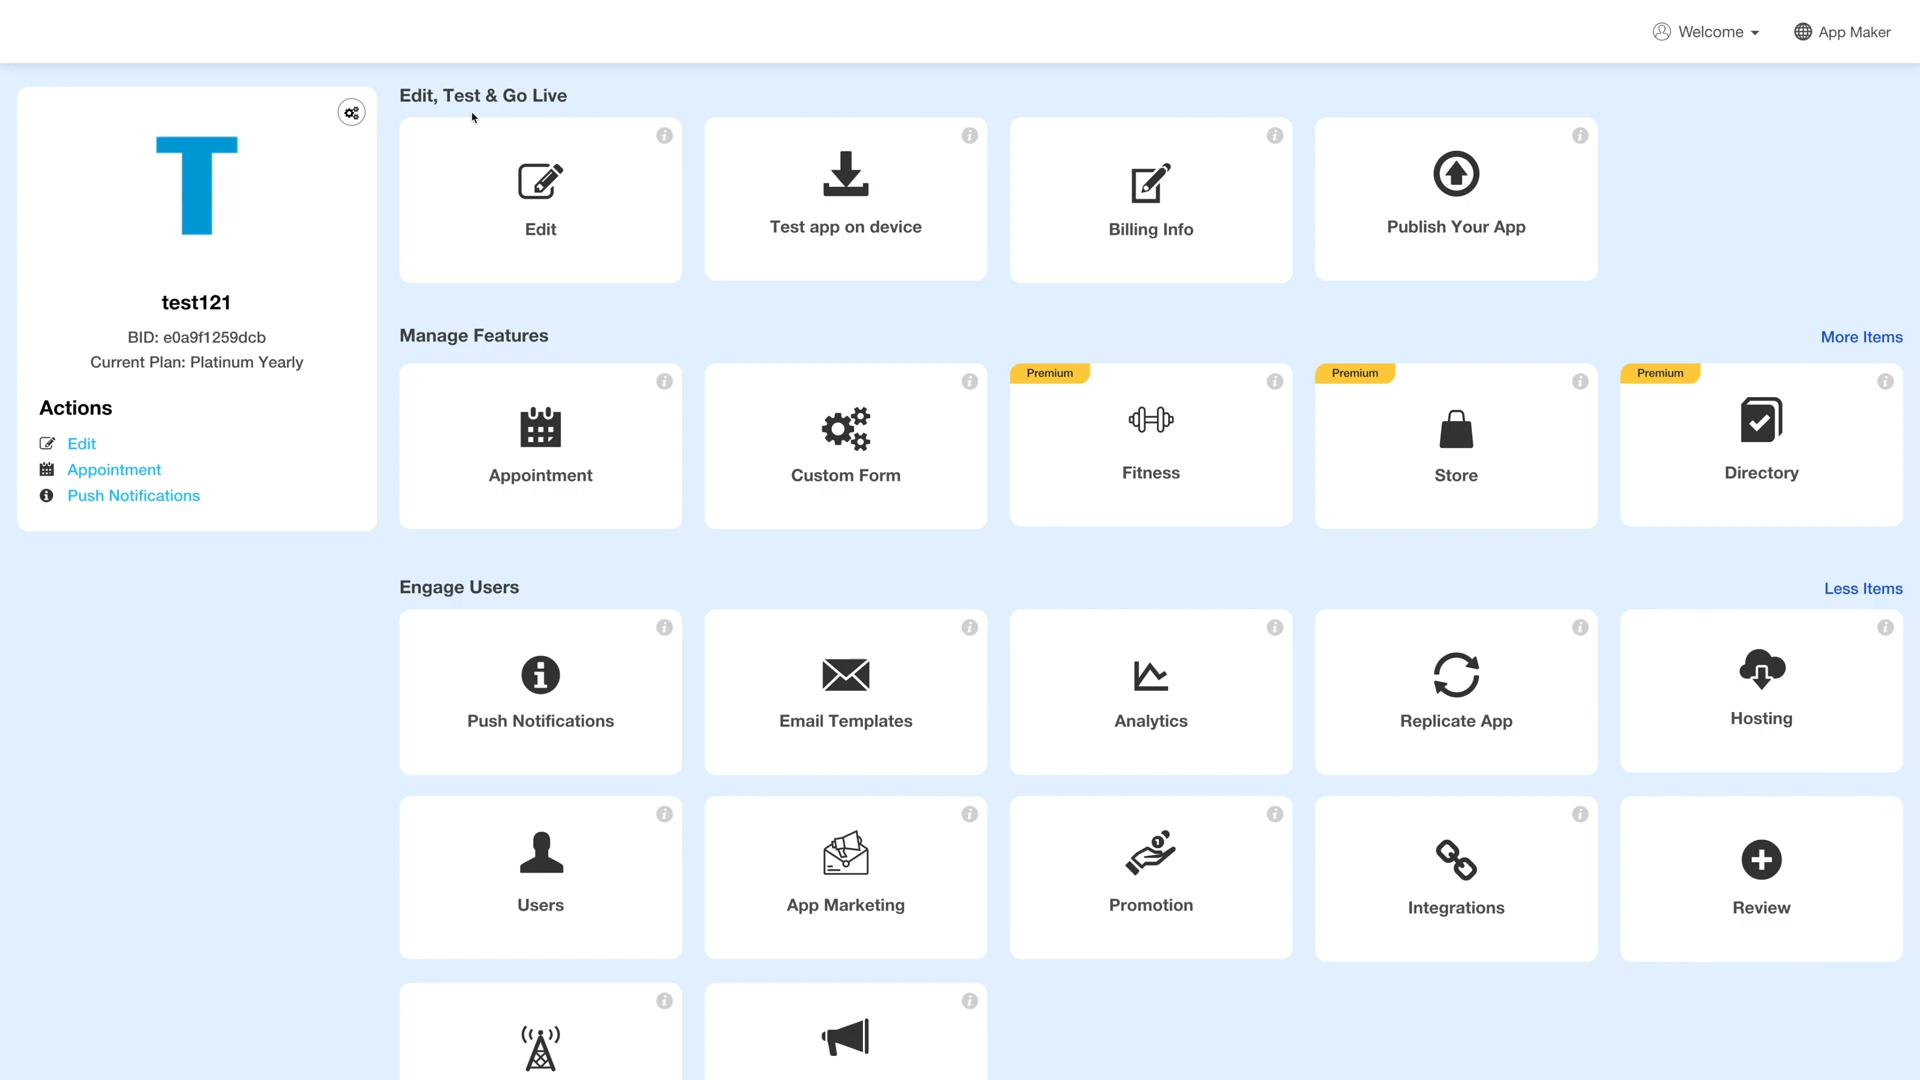 Welcome
App Maker
T
test121
BID: e0a9f1259dcb
Current Plan: Platinum Yearly
Actions
Edit
Appointment
Push Notifications
Edit, Test & Go Live
Edit
Test app on device
Billing Info
Publish Your App
Manage Features
More Items
Appointment
Custom Form
Premium
Fitness
Premium
Store
Premium
Directory
Engage Users
Less Items
Push Notifications
Email Templates
Analytics
Replicate App
Hosting
Users
App Marketing
Promotion
Integrations
Review